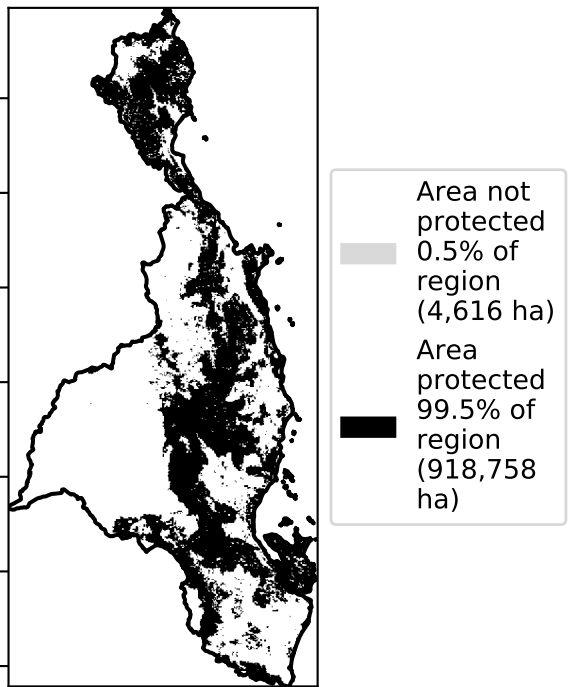 Area not
protected
0.5% of
region
(4,616 ha)
Area
protected
99.5% of
region
(918,758
ha)